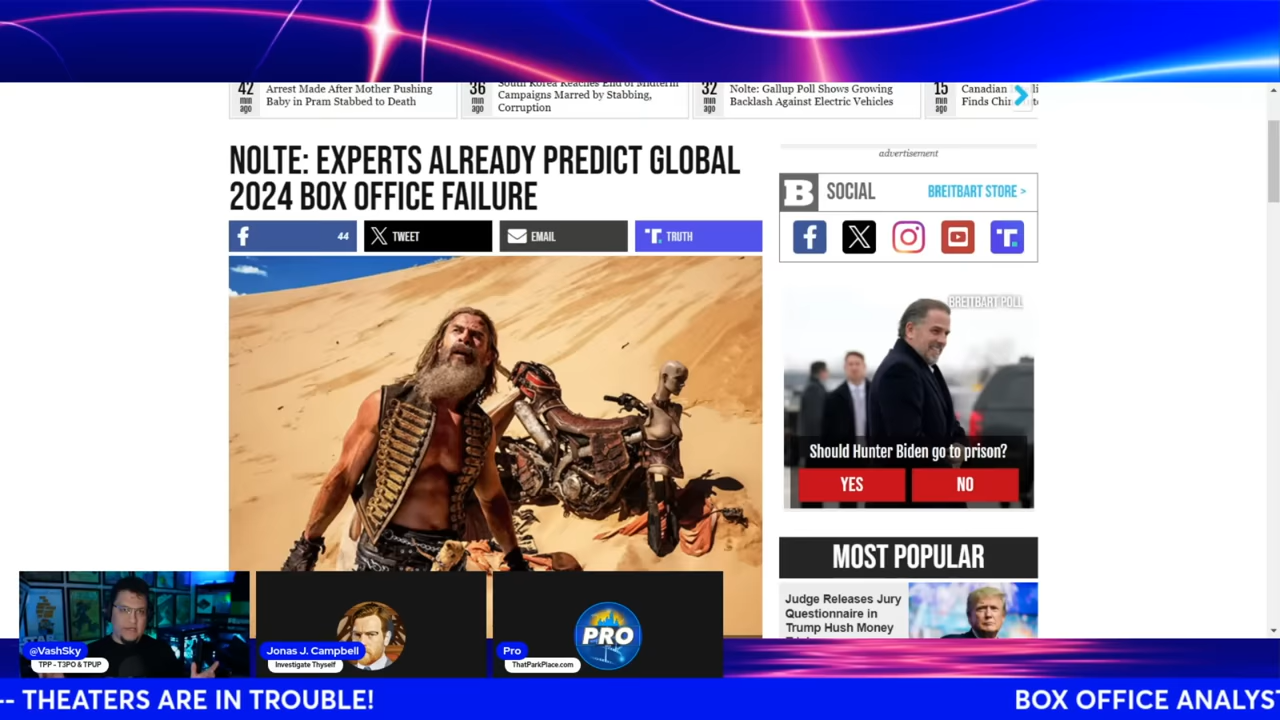 42
min
ago
Arrest Made After Mother Pushing
Baby in Pram Stabbed to Death
36
min
ago
South Korea Reaches End of Midterm
Campaigns Marred by Stabbing,
Corruption
32
min
ago
Nolte: Gallup Poll Shows Growing
Backlash Against Electric Vehicles
15
min
ago
Canadian
Finds
NOLTE: EXPERTS ALREADY PREDICT GLOBAL
2024 BOX OFFICE FAILURE
44
TWEET
EMAIL
TRUTH
advertisement
B SOCIAL
BREITBART STORE >
BREITBART POLL
Should Hunter Biden go to prison?
YES
NO
MOST POPULAR
Judge Releases Jury
Questionnaire in
Trump Hush Money
@VashSky
TPP - T3PO & TPUP
Jonas J. Campbell
Investigate Thyself
PRO
Pro
ThatParkPlace.com
-- THEATERS ARE IN TROUBLE!
BOX OFFICE ANALYST